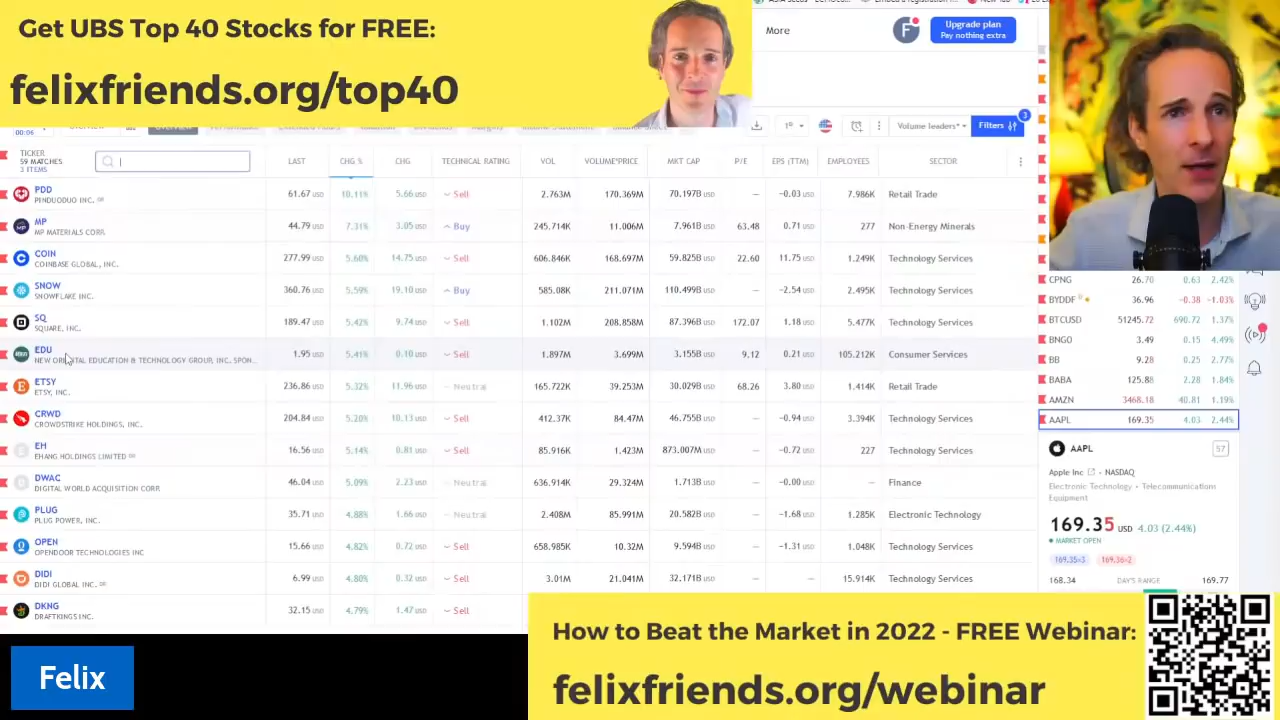 Get UBS Top 40 Stocks for FREE:
felixfriends.org/top40
More
F
Upgrade plan
Pay nothing extra
00:06
Volume leaders*
Filters
3
TICKER
59 MATCHES
3 ITEMS
LAST CHG % CHG TECHNICAL RATING VOL VOLUME*PRICE MKT CAP P/E EPS (TTM) EMPLOYEES SECTOR
PDD 61.67 USD 10.11% 5.66 USD Sell 2.763M 170.369M 70.197B USD — −0.03 USD 7.986K Retail Trade
PINDUODUO INC.
MP 44.79 USD 7.31% 3.05 USD Buy 245.714K 11.006M 7.961B USD 63.48 0.71 USD 277 Non-Energy Minerals
MP MATERIALS CORP.
COIN 277.99 USD 5.60% 14.75 USD Sell 606.846K 168.697M 59.825B USD 22.60 11.75 USD 1.249K Technology Services
COINBASE GLOBAL, INC.
SNOW 360.76 USD 5.59% 19.10 USD Buy 585.08K 211.071M 110.499B USD — −2.54 USD 2.495K Technology Services
SNOWFLAKE INC.
SQ 189.47 USD 5.42% 9.74 USD Sell 1.102M 208.858M 87.396B USD 172.07 1.18 USD 5.477K Technology Services
SQUARE, INC.
EDU 1.95 USD 5.41% 0.10 USD Sell 1.897M 3.699M 3.155B USD 9.12 0.21 USD 105.212K Consumer Services
EDUCATION & TECHNOLOGY GROUP, INC. SPON...
ETSY 236.86 USD 5.32% 11.96 USD Neutral 165.722K 39.253M 30.029B USD 68.26 3.80 USD 1.414K Retail Trade
ETSY, INC.
CRWD 204.84 USD 5.20% 10.13 USD Sell 412.37K 84.47M 46.755B USD — −0.94 USD 3.394K Technology Services
CROWDSTRIKE HOLDINGS, INC.
EH 16.56 USD 5.14% 0.81 USD Sell 85.916K 1.423M 873.007M USD — −0.72 USD 227 Technology Services
EHANG HOLDINGS LIMITED
DWAC 46.04 USD 5.09% 2.23 USD Neutral 636.914K 29.324M 1.713B USD — −0.00 USD — Finance
DIGITAL WORLD ACQUISITION CORP
PLUG 35.71 USD 4.88% 1.66 USD Neutral 2.408M 85.991M 20.582B USD — −1.68 USD 1.285K Electronic Technology
PLUG POWER, INC.
OPEN 15.66 USD 4.82% 0.72 USD Sell 658.985K 10.32M 9.594B USD — −1.31 USD 1.048K Technology Services
OPENDOOR TECHNOLOGIES INC
DIDI 6.99 USD 4.80% 0.32 USD Sell 3.01M 21.041M 32.171B USD — — 15.914K Technology Services
DIDI GLOBAL INC.
DKNG 32.15 USD 4.79% 1.47 USD Sell
DRAFTKINGS INC.
CPNG 26.70 0.63 2.42%
BYDDF 36.96 −0.38 −1.03%
BTCUSD 51245.72 690.72 1.37%
BNGO 3.49 0.15 4.49%
BB 9.28 0.25 2.77%
BABA 125.88 2.28 1.84%
AMZN 3468.18 40.81 1.19%
AAPL 169.35 4.03 2.44%
AAPL
57
Apple Inc • NASDAQ
Electronic Technology • Telecommunications
Equipment
169.35 USD 4.03 (2.44%)
MARKET OPEN
169.35×3 169.36×2
168.34 DAY'S RANGE 169.77
How to Beat the Market in 2022 - FREE Webinar:
felixfriends.org/webinar
Felix